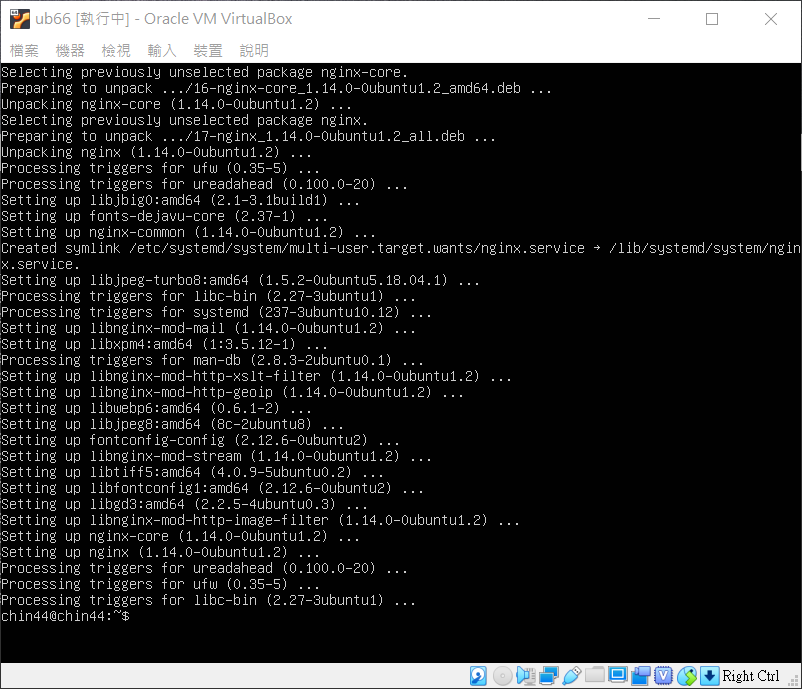 ub66 [執行中] - Oracle VM VirtualBox
檔案 機器 檢視 輸入 裝置 說明
Selecting previously unselected package nginx-core.
Preparing to unpack .../16-nginx-core_1.14.0-0ubuntu1.2_amd64.deb ...
Unpacking nginx-core (1.14.0-0ubuntu1.2) ...
Selecting previously unselected package nginx.
Preparing to unpack .../17-nginx_1.14.0-0ubuntu1.2_all.deb ...
Unpacking nginx (1.14.0-0ubuntu1.2) ...
Processing triggers for ufw (0.35-5) ...
Processing triggers for ureadahead (0.100.0-20) ...
Setting up libjbig0:amd64 (2.1-3.1build1) ...
Setting up fonts-dejavu-core (2.37-1) ...
Setting up nginx-common (1.14.0-0ubuntu1.2) ...
Created symlink /etc/systemd/system/multi-user.target.wants/nginx.service → /lib/systemd/system/ngin
x.service.
Setting up libjpeg-turbo8:amd64 (1.5.2-0ubuntu5.18.04.1) ...
Processing triggers for libc-bin (2.27-3ubuntu1) ...
Processing triggers for systemd (237-3ubuntu10.12) ...
Setting up libnginx-mod-mail (1.14.0-0ubuntu1.2) ...
Setting up libxpm4:amd64 (1:3.5.12-1) ...
Processing triggers for man-db (2.8.3-2ubuntu0.1) ...
Setting up libnginx-mod-http-xslt-filter (1.14.0-0ubuntu1.2) ...
Setting up libnginx-mod-http-geoip (1.14.0-0ubuntu1.2) ...
Setting up libwebp6:amd64 (0.6.1-2) ...
Setting up libjpeg8:amd64 (8c-2ubuntu8) ...
Setting up fontconfig-config (2.12.6-0ubuntu2) ...
Setting up libnginx-mod-stream (1.14.0-0ubuntu1.2) ...
Setting up libtiff5:amd64 (4.0.9-5ubuntu0.2) ...
Setting up libfontconfig1:amd64 (2.12.6-0ubuntu2) ...
Setting up libgd3:amd64 (2.2.5-4ubuntu0.3) ...
Setting up libnginx-mod-http-image-filter (1.14.0-0ubuntu1.2) ...
Setting up nginx-core (1.14.0-0ubuntu1.2) ...
Setting up nginx (1.14.0-0ubuntu1.2) ...
Processing triggers for ureadahead (0.100.0-20) ...
Processing triggers for ufw (0.35-5) ...
Processing triggers for libc-bin (2.27-3ubuntu1) ...
chin44@chin44:~$
Right Ctrl